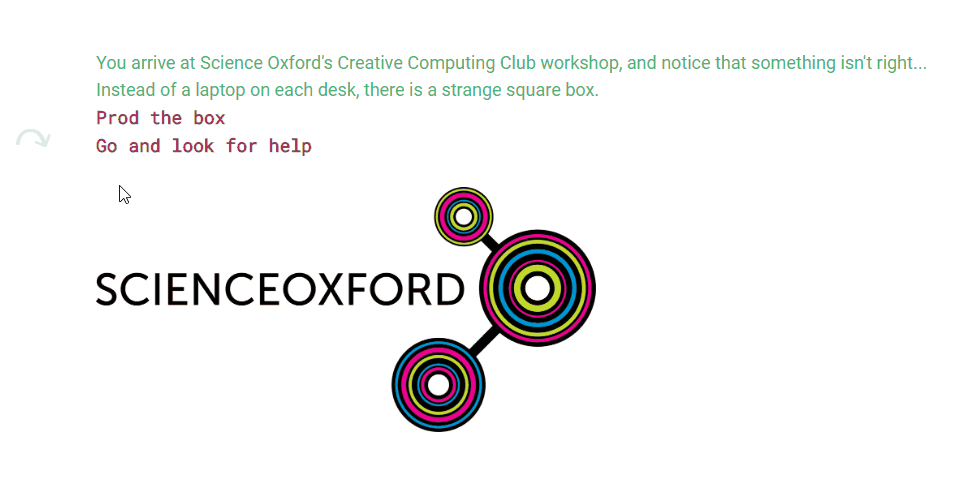 You arrive at Science Oxford's Creative Computing Club workshop, and notice that something isn't right...
Instead of a laptop on each desk, there is a strange square box.
Prod the box
Go and look for help
SCIENCEOXFORD